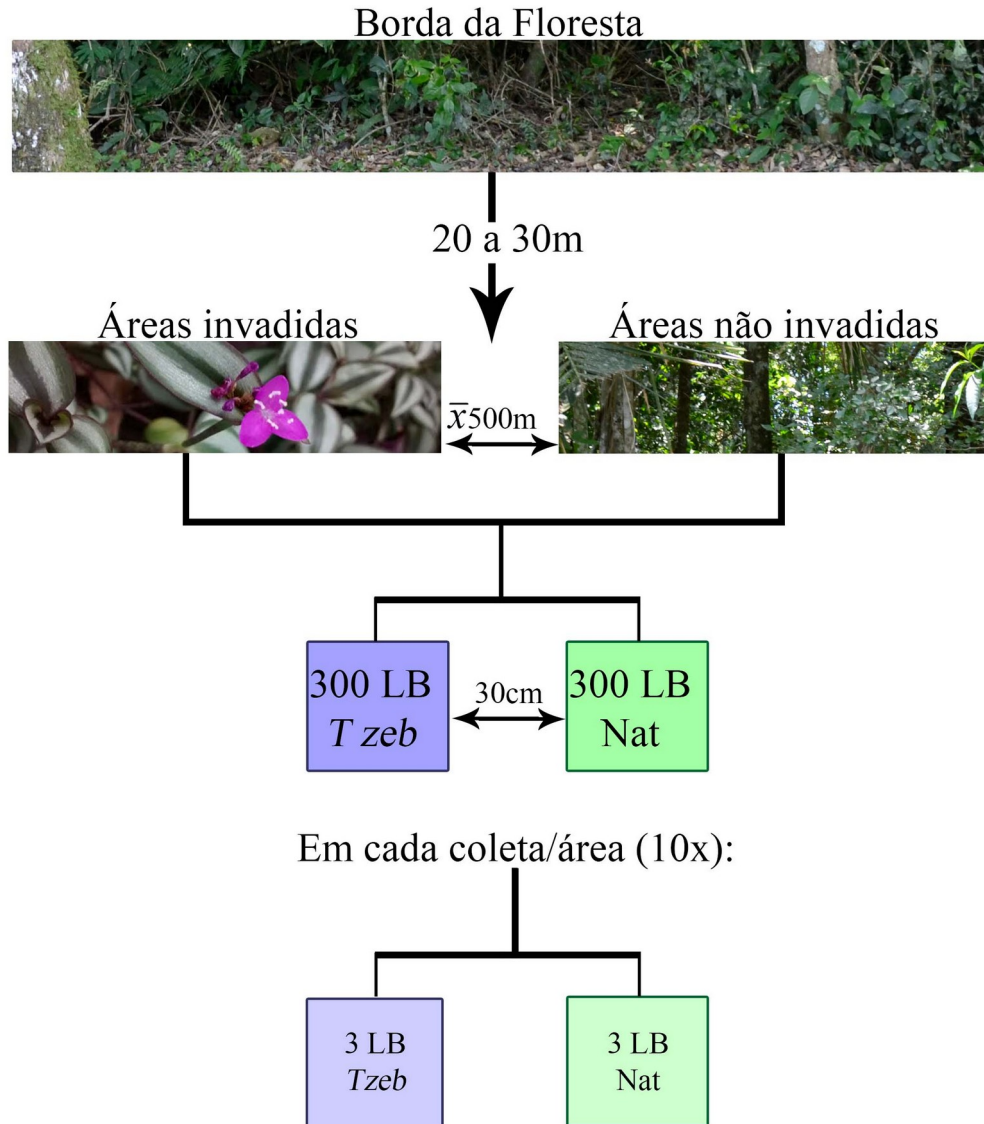 Borda da Floresta
20 a 30m
Áreas invadidas
Áreas não invadidas
x̅500m
300 LB
T zeb
30cm
300 LB
Nat
Em cada coleta/área (10x):
3 LB
Tzeb
3 LB
Nat